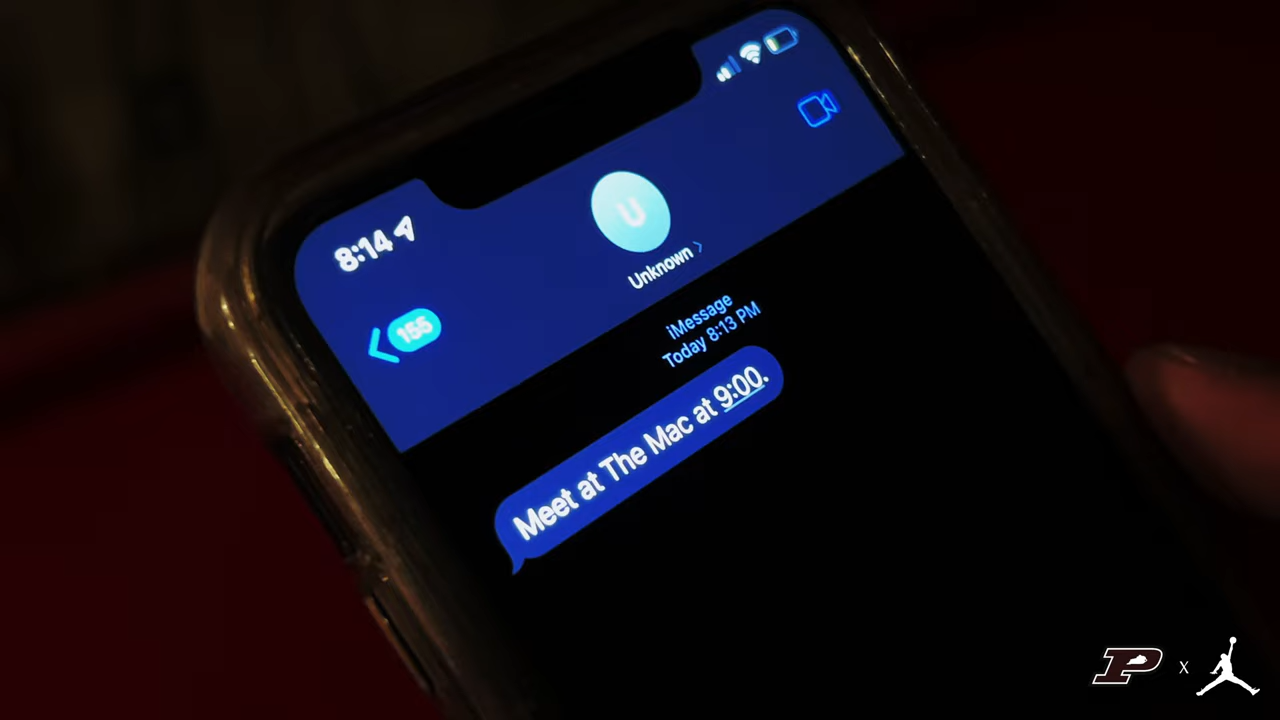 8:14
155
U
Unknown >
iMessage
Today 8:13 PM
Meet at The Mac at 9:00.
P X